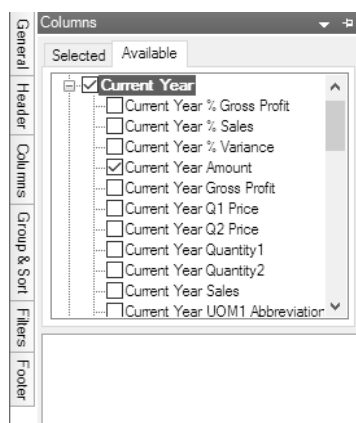 Columns
Selected
Available
Current Year
Current Year % Gross Profit
Current Year % Sales
Current Year % Variance
Current Year Amount
Current Year Gross Profit
Current Year Q1 Price
Current Year Q2 Price
Current Year Quantity1
Current Year Quantity2
Current Year Sales
Current Year UOM1 Abbreviation
General
Header
Columns
Group & Sort
Filters
Footer